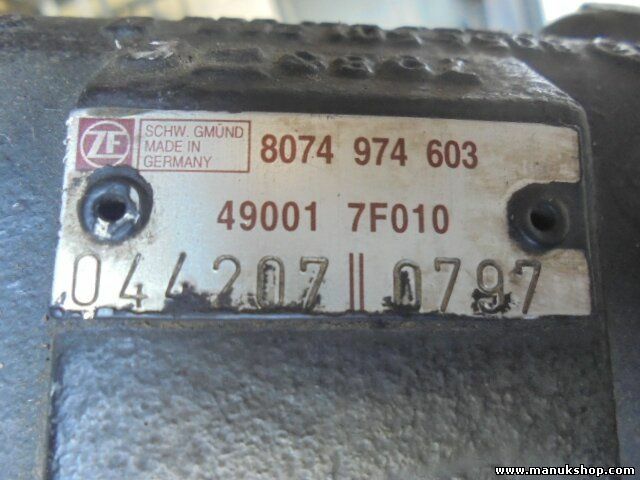 ZF
SCHW. GMÜND
MADE IN
GERMANY
8074 974 603
49001 7F010
044207 || 0797
www.manukshop.com